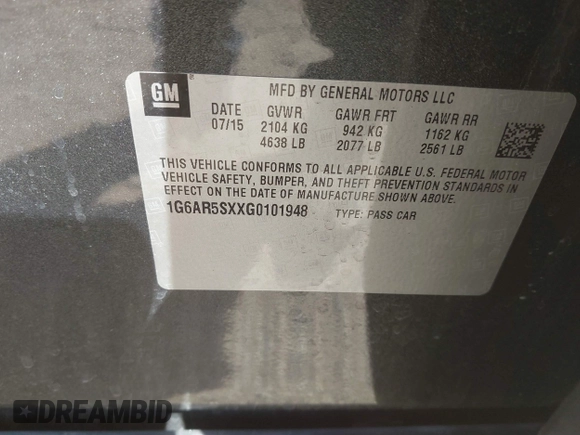 GM
MFD BY GENERAL MOTORS LLC
DATE GVWR GAWR FRT GAWR RR
07/15 2104 KG 942 KG 1162 KG
4638 LB 2077 LB 2561 LB
THIS VEHICLE CONFORMS TO ALL APPLICABLE U.S. FEDERAL MOTOR
VEHICLE SAFETY, BUMPER, AND THEFT PREVENTION STANDARDS IN
EFFECT ON THE DATE OF MANUFACTURE SHOWN ABOVE.
1G6AR5SXXG0101948 TYPE: PASS CAR
DREAMBID